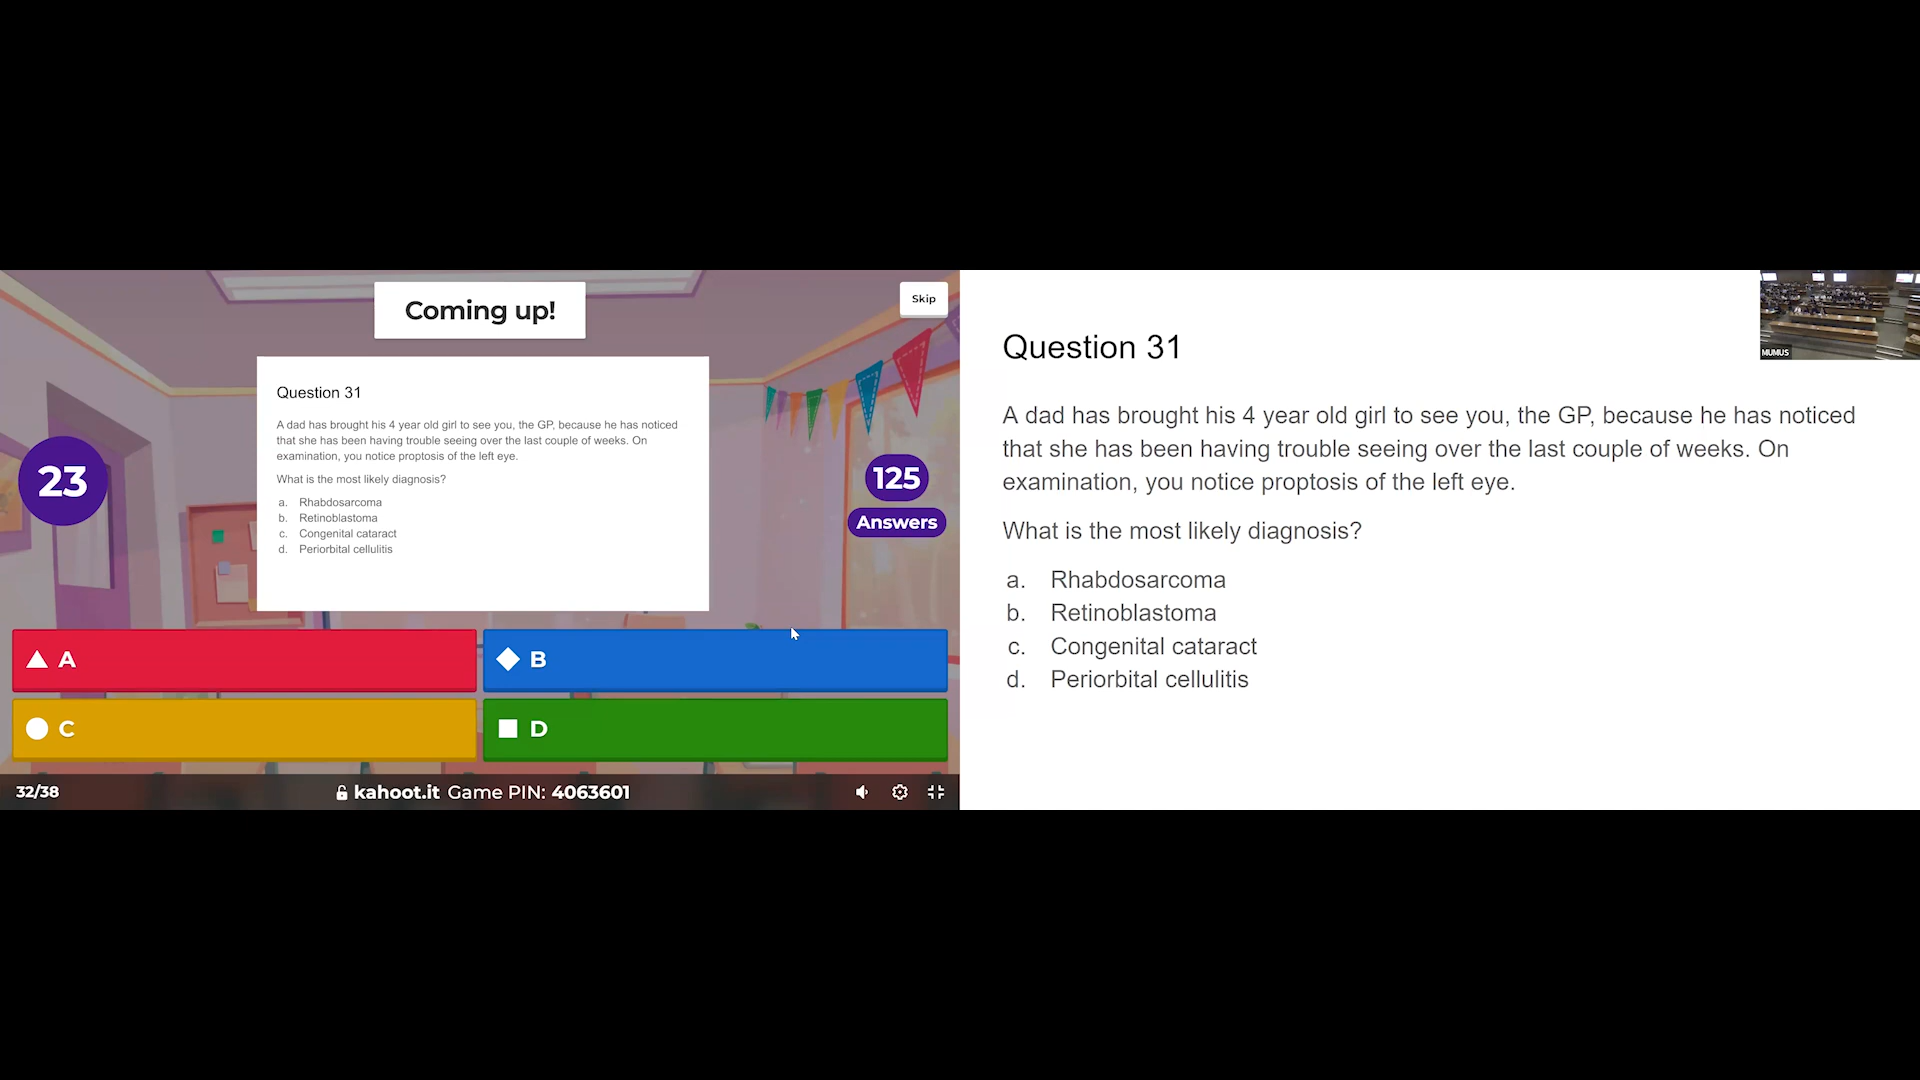 Coming up!
Skip
Question 31
A dad has brought his 4 year old girl to see you, the GP, because he has noticed
that she has been having trouble seeing over the last couple of weeks. On
examination, you notice proptosis of the left eye.
What is the most likely diagnosis?
a. Rhabdosarcoma
b. Retinoblastoma
c. Congenital cataract
d. Periorbital cellulitis
23
125
Answers
A
B
C
D
32/38
kahoot.it Game PIN: 4063601
MUMUS
Question 31
A dad has brought his 4 year old girl to see you, the GP, because he has noticed
that she has been having trouble seeing over the last couple of weeks. On
examination, you notice proptosis of the left eye.
What is the most likely diagnosis?
a. Rhabdosarcoma
b. Retinoblastoma
c. Congenital cataract
d. Periorbital cellulitis